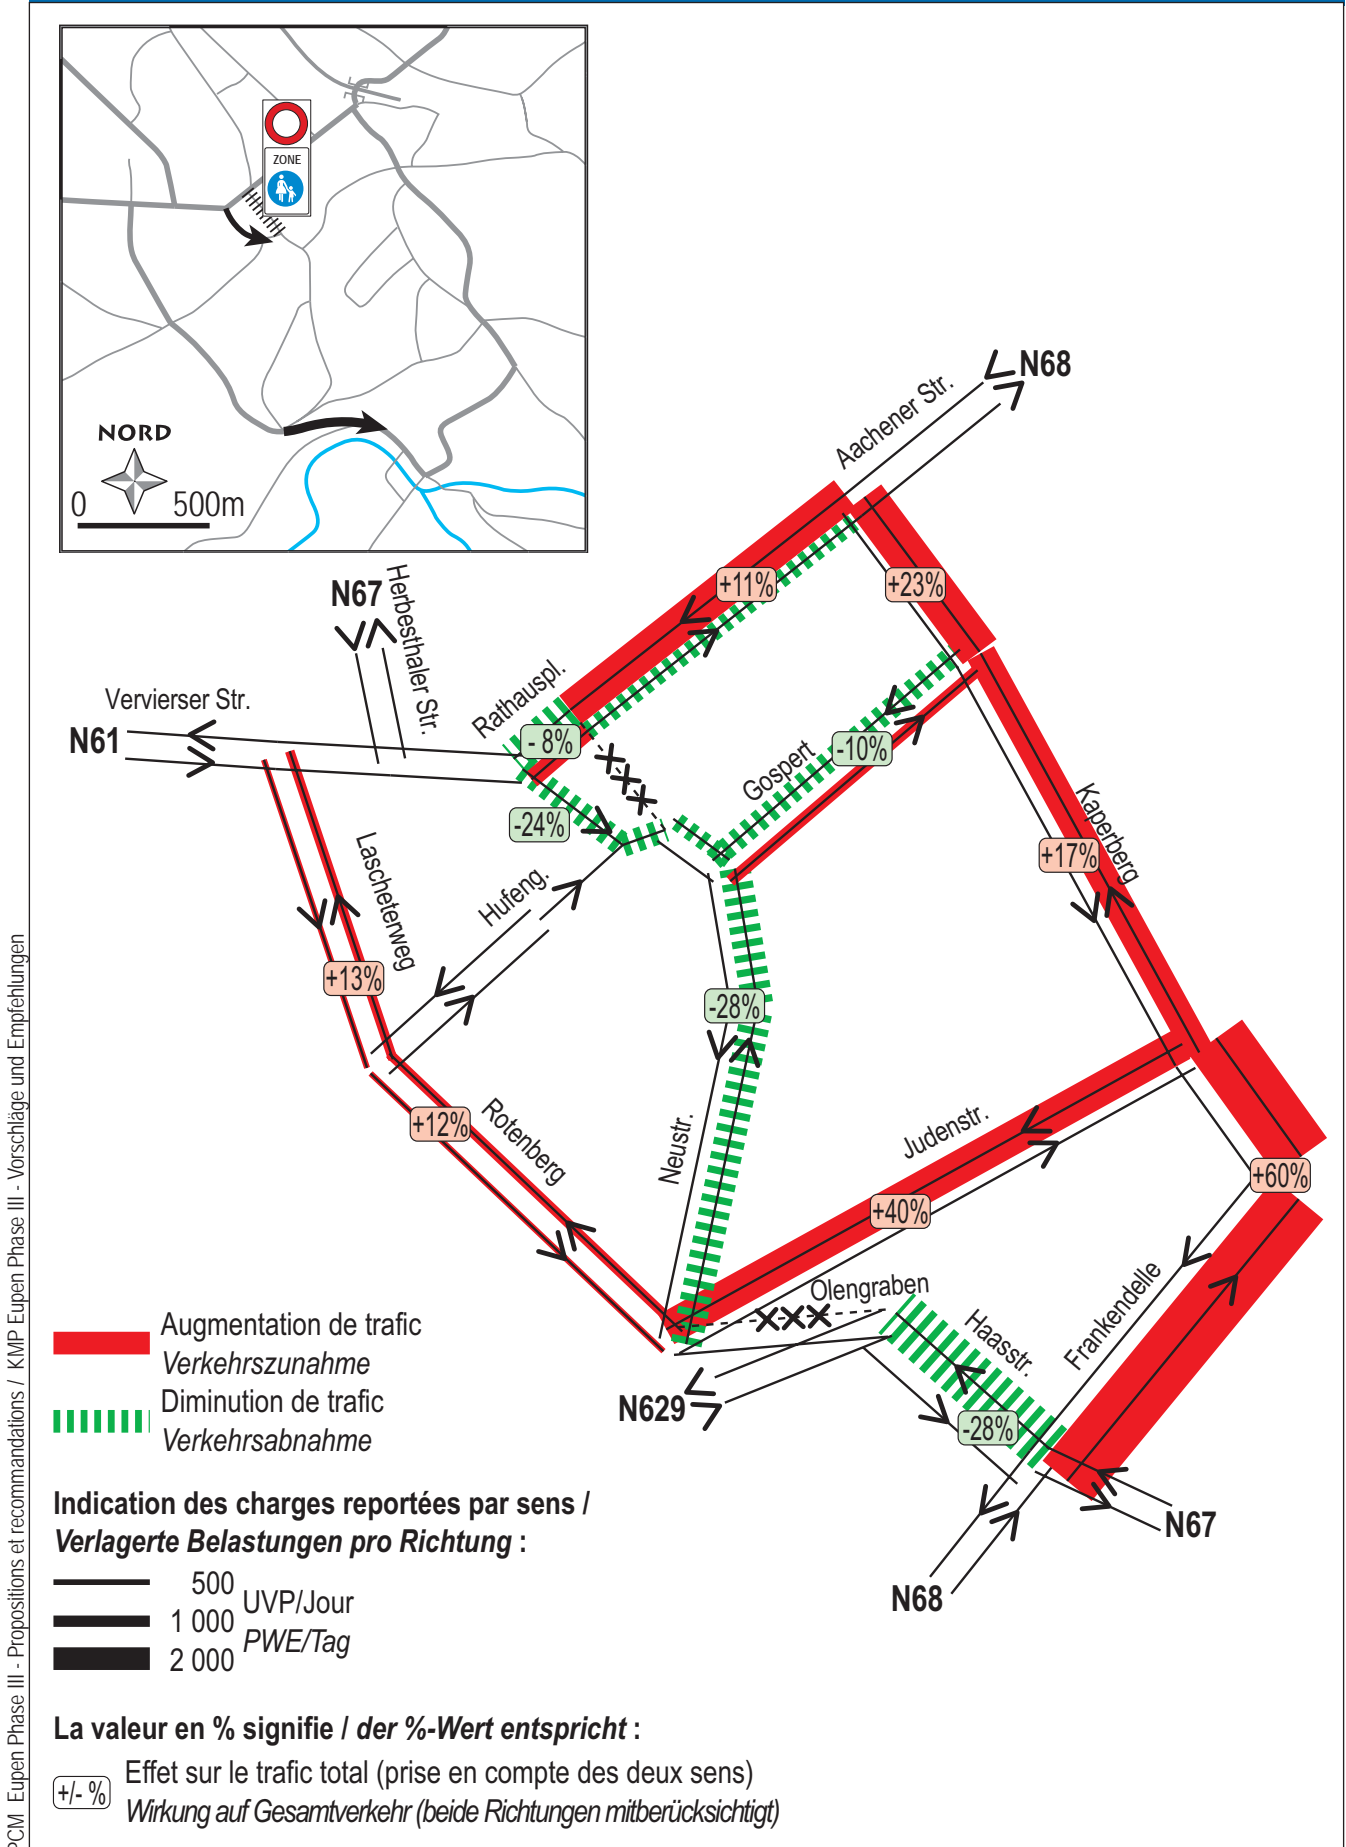 ZONE
NORD
0 500m
N68
Aachener Str.
+11%
+23%
N67
Herbesthaler Str.
Vervierser Str.
N61
Rathauspl.
- 8%
-24%
Gospert
-10%
Kaperberg
+17%
Lascheterweg
Hufeng.
+13%
-28%
Rotenberg
+12%
Neustr.
Judenstr.
+40%
+60%
Olengraben
Haasstr.
Frankendelle
-28%
N629
N67
N68
Augmentation de trafic
Verkehrszunahme
Diminution de trafic
Verkehrsabnahme
Indication des charges reportées par sens /
Verlagerte Belastungen pro Richtung :
500
1 000
2 000
UVP/Jour
PWE/Tag
La valeur en % signifie / der %-Wert entspricht :
+/- %
Effet sur le trafic total (prise en compte des deux sens)
Wirkung auf Gesamtverkehr (beide Richtungen mitberücksichtigt)
PCM Eupen Phase III - Propositions et recommandations / KMP Eupen Phase III - Vorschläge und Empfehlungen